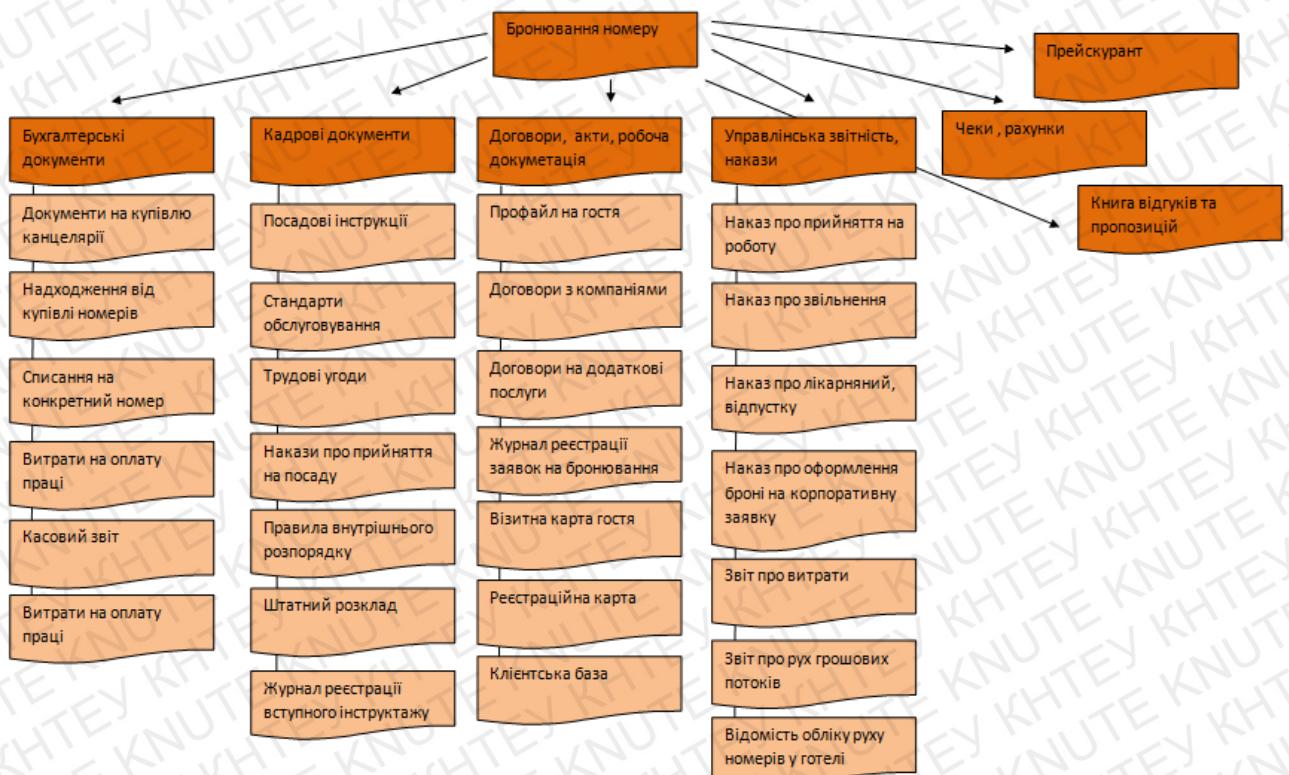 Бронювання номеру
Прейскурант
Чеки , рахунки
Книга відгуків та
пропозицій
Бухгалтерські
документи
Документи на купівлю
канцелярії
Надходження від
купівлі номерів
Списання на
конкретний номер
Витрати на оплату
праці
Касовий звіт
Витрати на оплату
праці
Кадрові документи
Посадові інструкції
Стандарти
обслуговування
Трудові угоди
Накази про прийняття
на посаду
Правила внутрішнього
розпорядку
Штатний розклад
Журнал реєстрації
вступного інструктажу
Договори, акти, робоча
докуметація
Профайл на гостя
Договори з компаніями
Договори на додаткові
послуги
Журнал реєстрації
заявок на бронювання
Візитна карта гостя
Реєстраційна карта
Клієнтська база
Управлінська звітність,
накази
Наказ про прийняття на
роботу
Наказ про звільнення
Наказ про лікарняний,
відпустку
Наказ про оформлення
броні на корпоративну
заявку
Звіт про витрати
Звіт про рух грошових
потоків
Відомість обліку руху
номерів у готелі